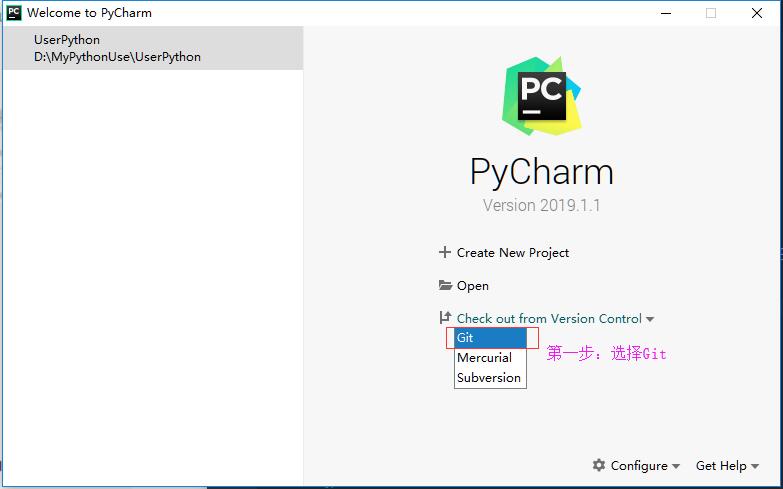 Welcome to PyCharm
UserPython
D:\MyPythonUse\UserPython
PC
PyCharm
Version 2019.1.1
Create New Project
Open
Check out from Version Control
Git
Mercurial
Subversion
第一步：选择Git
Configure
Get Help